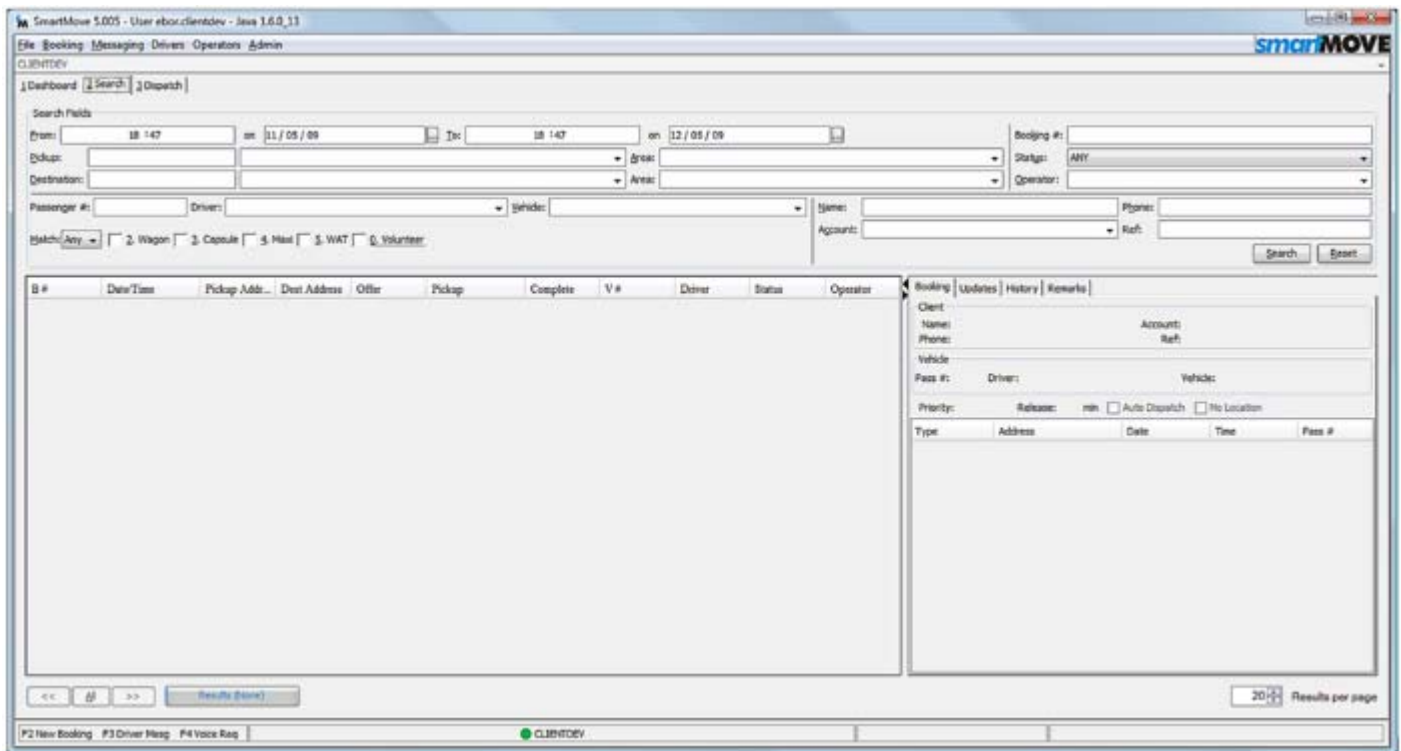 SmartMove 5.005 - User ebor.clientdev - Java 1.6.0_13
File Booking Messaging Drivers Operators Admin
smartMOVE
CLIENTDEV
1 Dashboard 2 Search 3 Dispatch
Search Fields
From: 18 :47 on 11/05/09 ... To: 18 :47 on 12/05/09 ... Booking #:
Pickup: Area: Status: ANY
Destination: Area: Operator:
Passenger #: Driver: Vehicle: Name: Phone:
Account: Ref:
Match: Any 2. Wagon 3. Capsule 4. Maxi 5. WAT 0. Volunteer
Search Reset
B # Date/Time Pickup Addr... Dest Address Offer Pickup Complete V # Driver Status Operator
Booking Updates History Remarks
Client
Name: Account:
Phone: Ref:
Vehicle
Pass #: Driver: Vehicle:
Priority: Release: min Auto Dispatch No Location
Type Address Date Time Pass #
<< >> Results (None) 20 Results per page
F2 New Booking F3 Driver Mesg F4 Voice Req CLIENTDEV